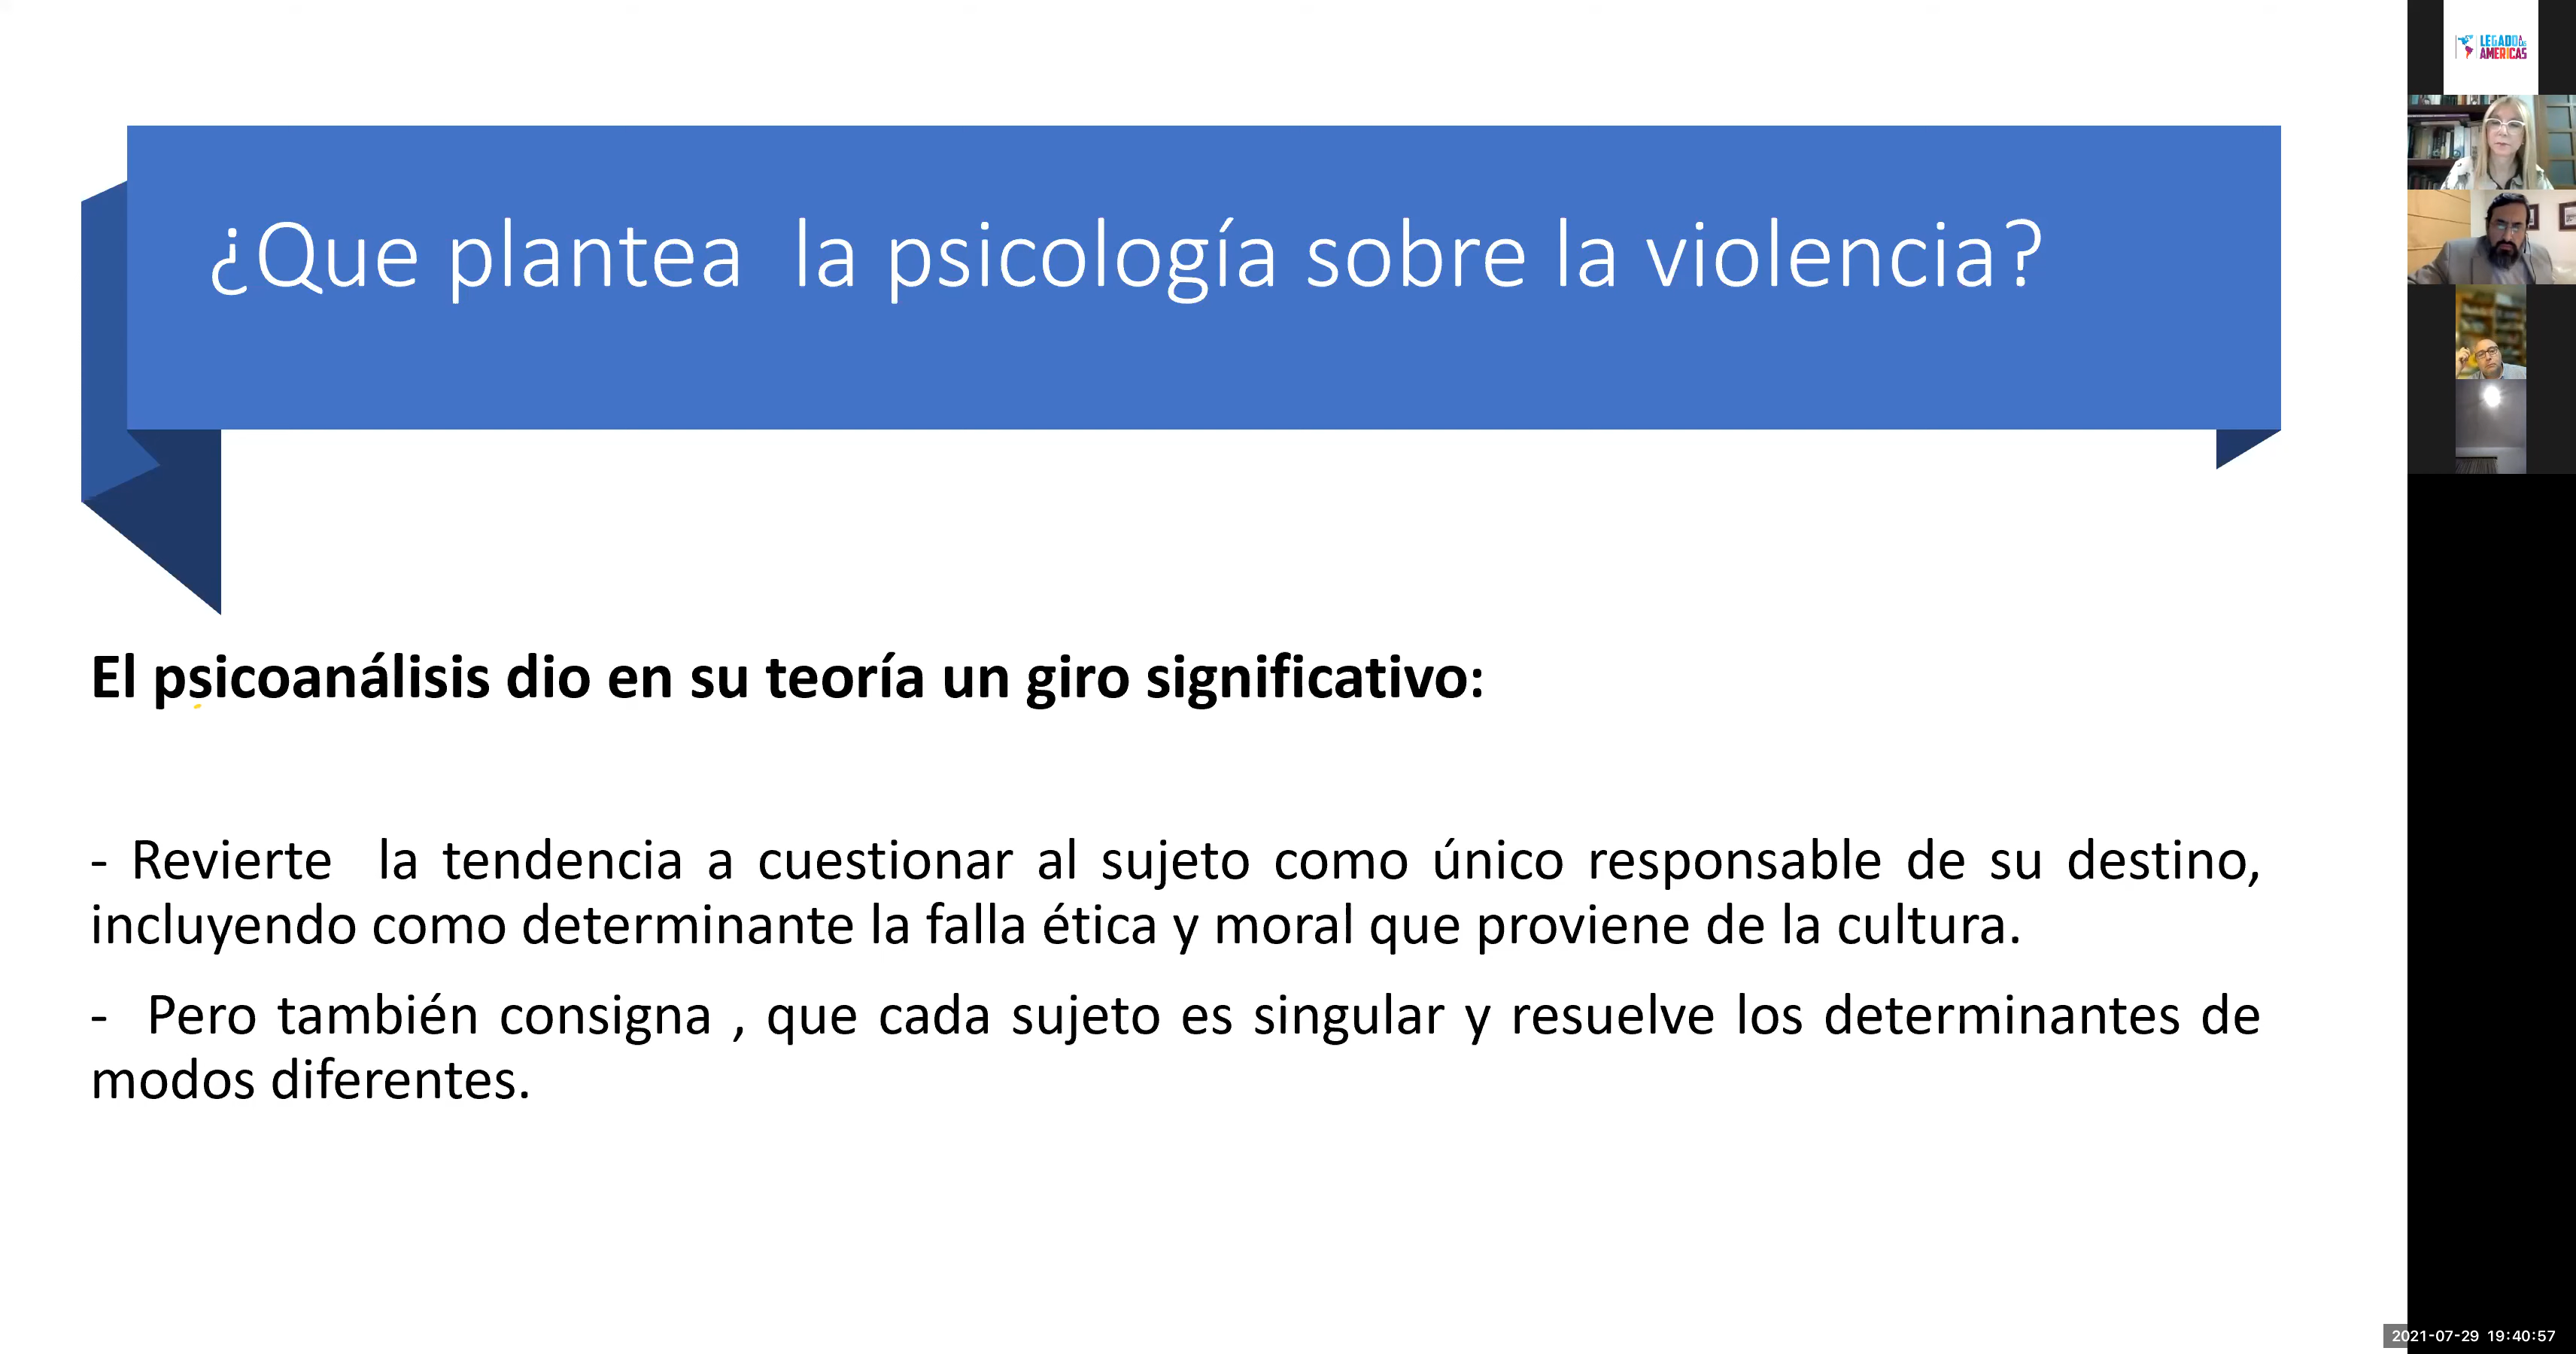 ¿Que plantea  la psicología sobre la violencia?
El psicoanálisis dio en su teoría un giro significativo:
- Revierte  la tendencia a cuestionar al sujeto como único responsable de su destino,
incluyendo como determinante la falla ética y moral que proviene de la cultura.
-  Pero también consigna , que cada sujeto es singular y resuelve los determinantes de
modos diferentes.
LEGADO A LAS
AMERICAS
2021-07-29 19:40:57